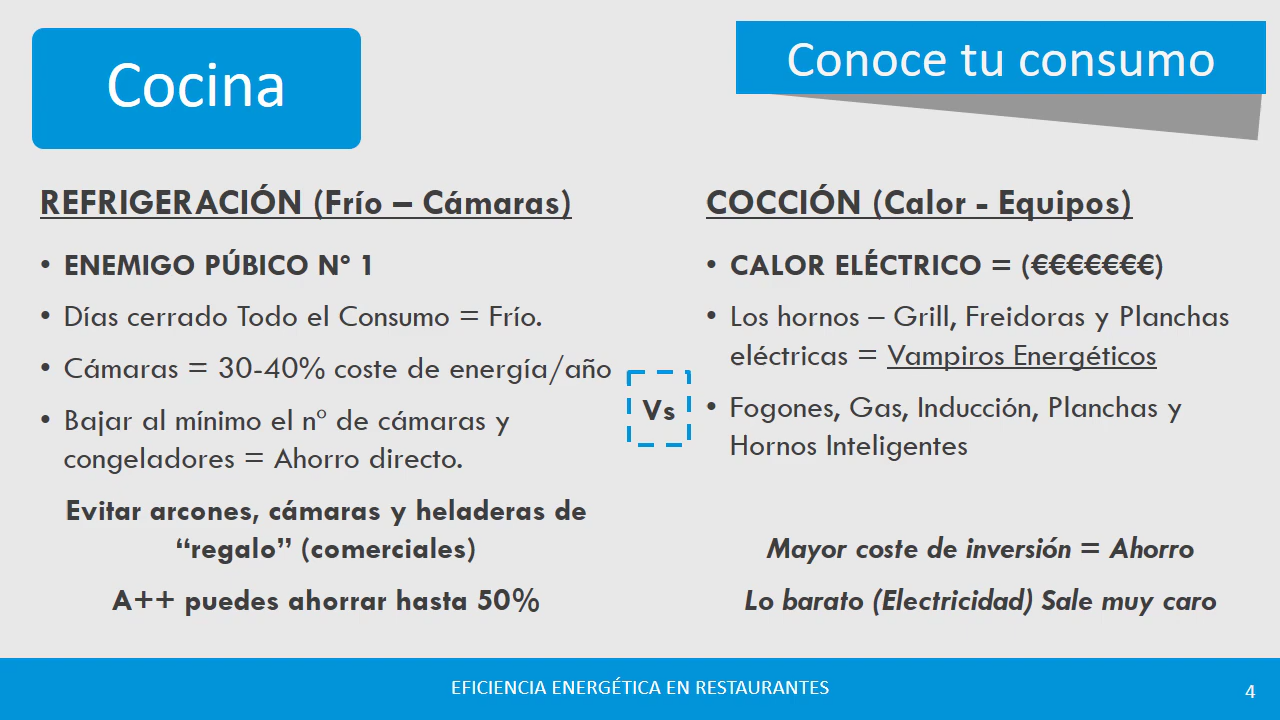 Cocina
Conoce tu consumo
REFRIGERACIÓN (Frío – Cámaras)
• ENEMIGO PÚBICO Nº 1
• Días cerrado Todo el Consumo = Frío.
• Cámaras = 30-40% coste de energía/año
• Bajar al mínimo el nº de cámaras y
congeladores = Ahorro directo.
Evitar arcones, cámaras y heladeras de
“regalo” (comerciales)
A++ puedes ahorrar hasta 50%
Vs
COCCIÓN (Calor - Equipos)
• CALOR ELÉCTRICO = (€€€€€€€)
• Los hornos – Grill, Freidoras y Planchas
eléctricas = Vampiros Energéticos
• Fogones, Gas, Inducción, Planchas y
Hornos Inteligentes
Mayor coste de inversión = Ahorro
Lo barato (Electricidad) Sale muy caro
EFICIENCIA ENERGÉTICA EN RESTAURANTES
4